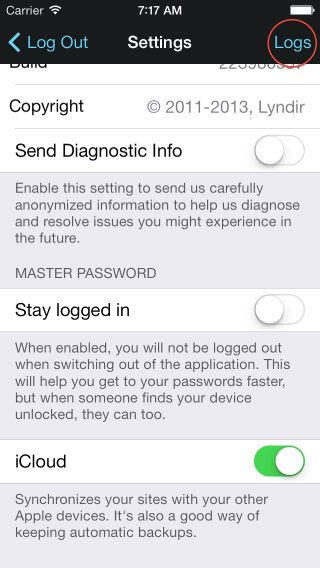 Carrier 7:17 AM
Log Out Settings Logs
Build
Copyright © 2011-2013, Lyndir
Send Diagnostic Info
Enable this setting to send us carefully
anonymized information to help us diagnose
and resolve issues you might experience in
the future.
MASTER PASSWORD
Stay logged in
When enabled, you will not be logged out
when switching out of the application. This
will help you get to your passwords faster,
but when someone finds your device
unlocked, they can too.
iCloud
Synchronizes your sites with your other
Apple devices. It's also a good way of
keeping automatic backups.